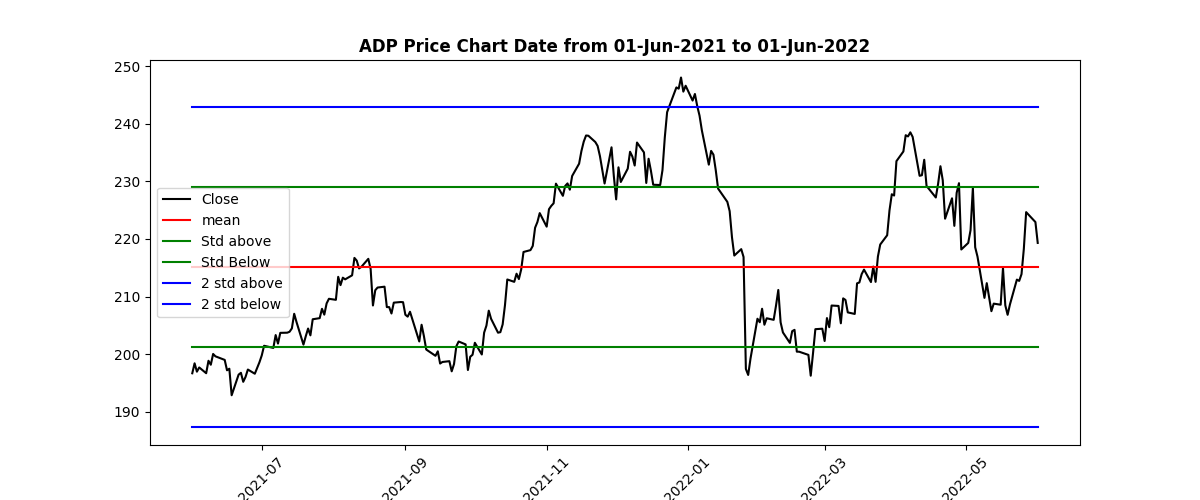 ADP Price Chart Date from 01-Jun-2021 to 01-Jun-2022
250
240
230
220
210
200
190
Close
mean
Std above
Std Below
2 std above
2 std below
2021-07
2021-09
2021-11
2022-01
2022-03
2022-05